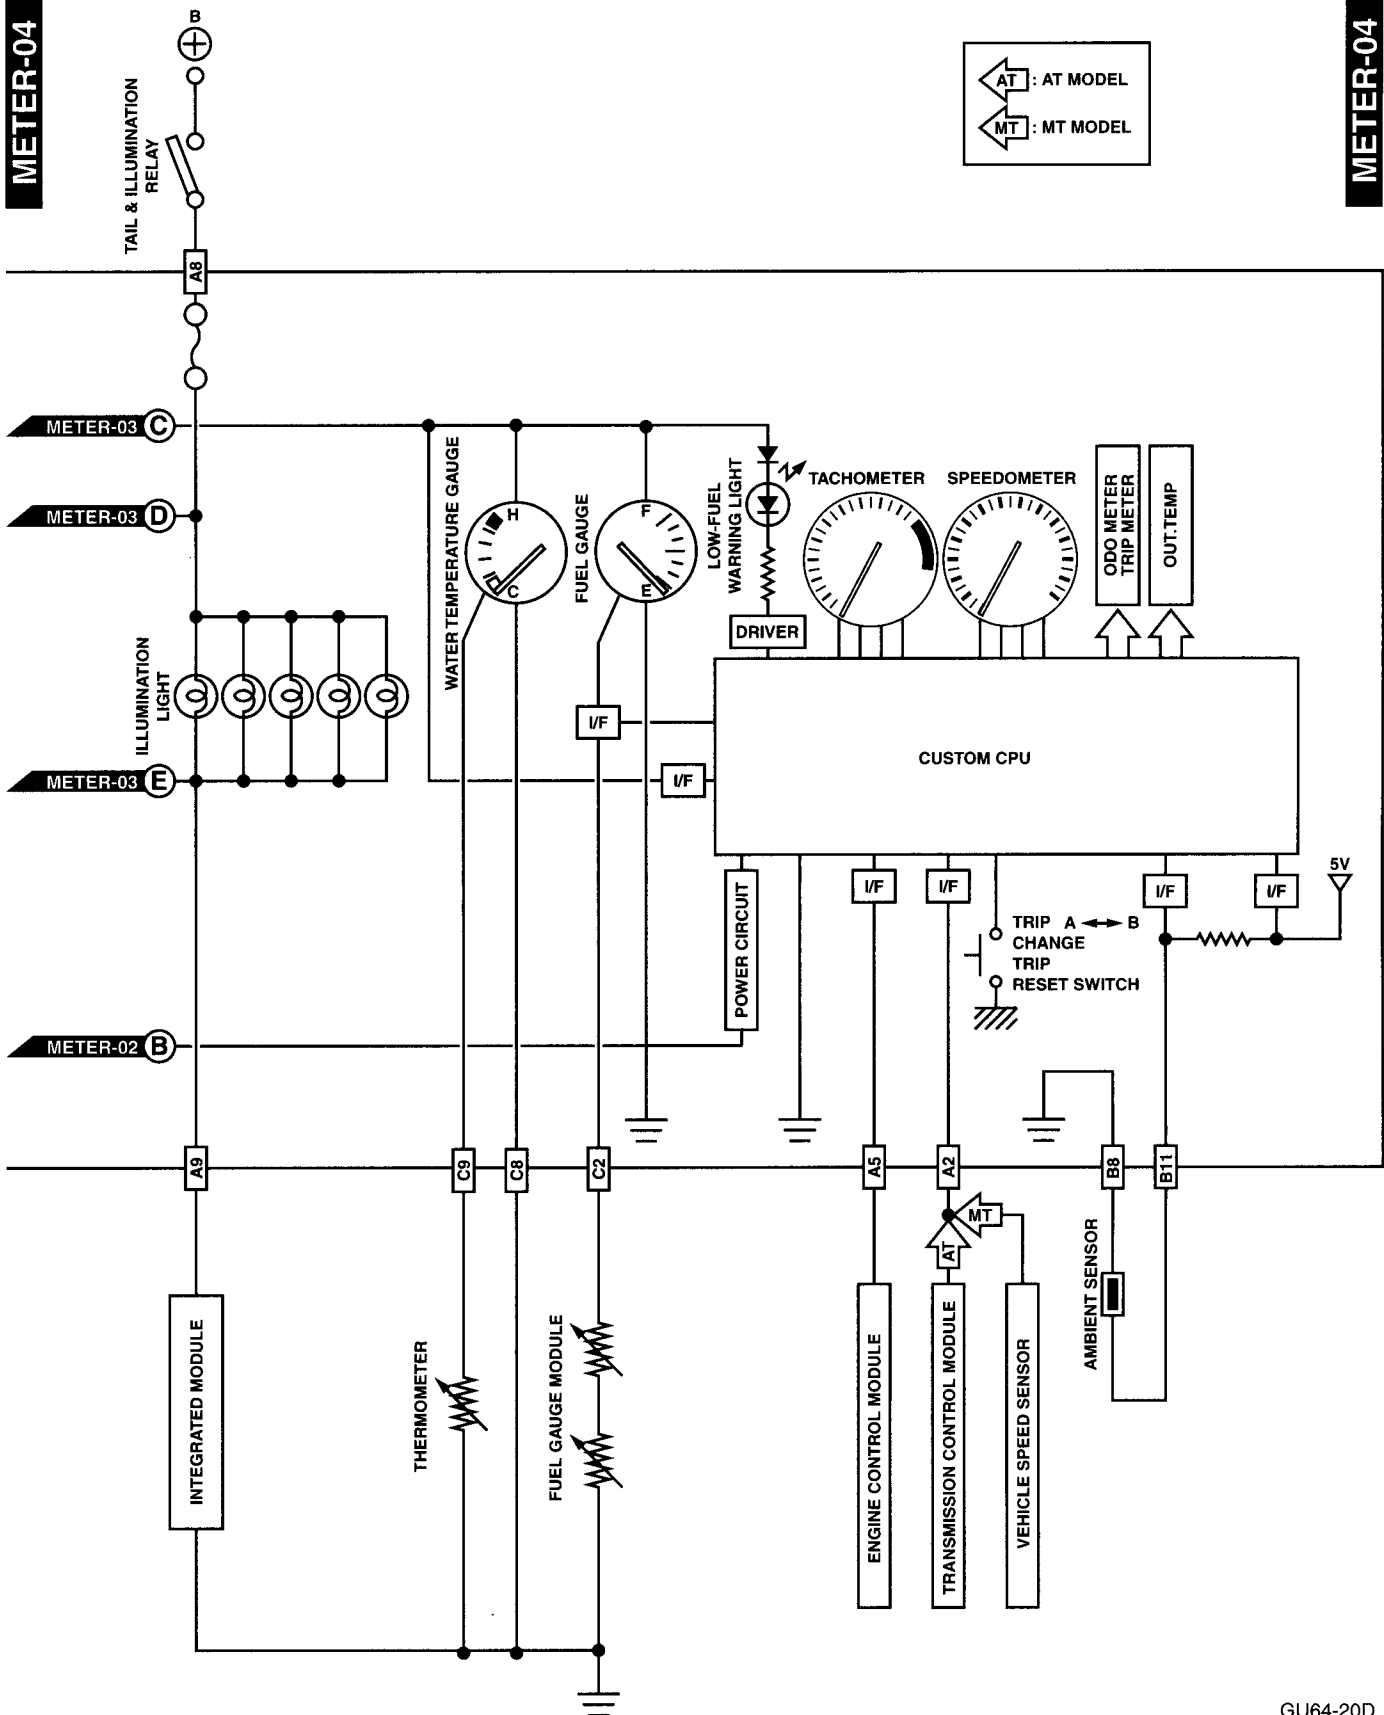 METER-04
METER-04
B
TAIL & ILLUMINATION
RELAY
AT : AT MODEL
MT : MT MODEL
A8
METER-03 C
METER-03 D
WATER TEMPERATURE GAUGE
H
C
FUEL GAUGE
F
E
LOW-FUEL
WARNING LIGHT
TACHOMETER
SPEEDOMETER
ODO METER
TRIP METER
OUT.TEMP
DRIVER
ILLUMINATION
LIGHT
I/F
METER-03 E
I/F
CUSTOM CPU
POWER CIRCUIT
I/F
I/F
I/F
I/F
5V
TRIP A B
CHANGE
TRIP
RESET SWITCH
METER-02 B
A9
C9
C8
C2
A5
A2
B8
B11
MT
AT
AMBIENT SENSOR
INTEGRATED MODULE
THERMOMETER
FUEL GAUGE MODULE
ENGINE CONTROL MODULE
TRANSMISSION CONTROL MODULE
VEHICLE SPEED SENSOR
GU64-20D